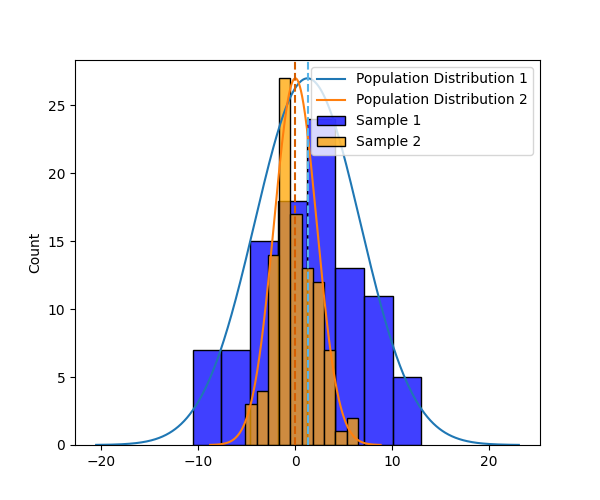 Population Distribution 1
Population Distribution 2
Sample 1
Sample 2
Count
25
20
15
10
5
0
−20
−10
0
10
20